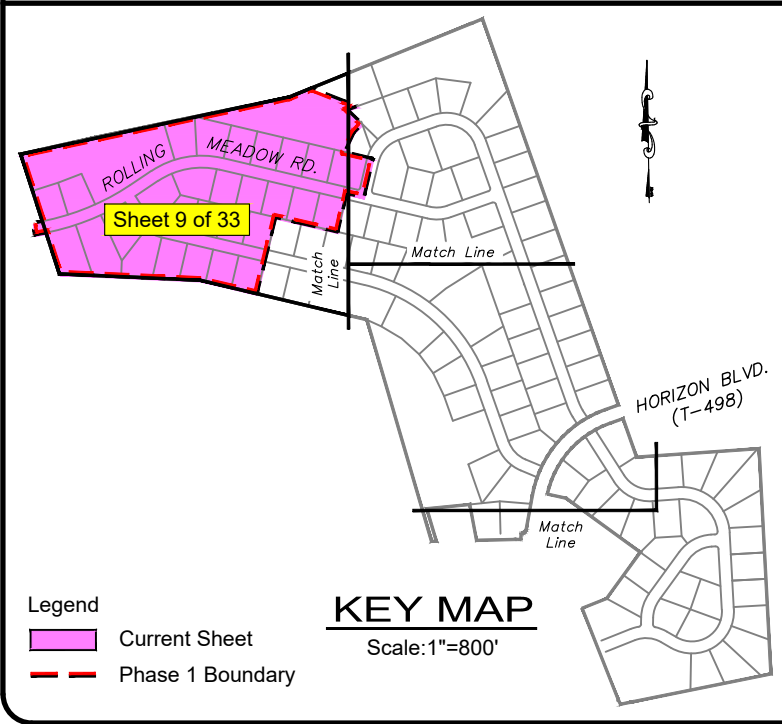 ROLLING
MEADOW RD.
Sheet 9 of 33
Match
Line
Match Line
HORIZON BLVD.
(T-498)
Match
Line
Legend
Current Sheet
Phase 1 Boundary
KEY MAP
Scale:1"=800'